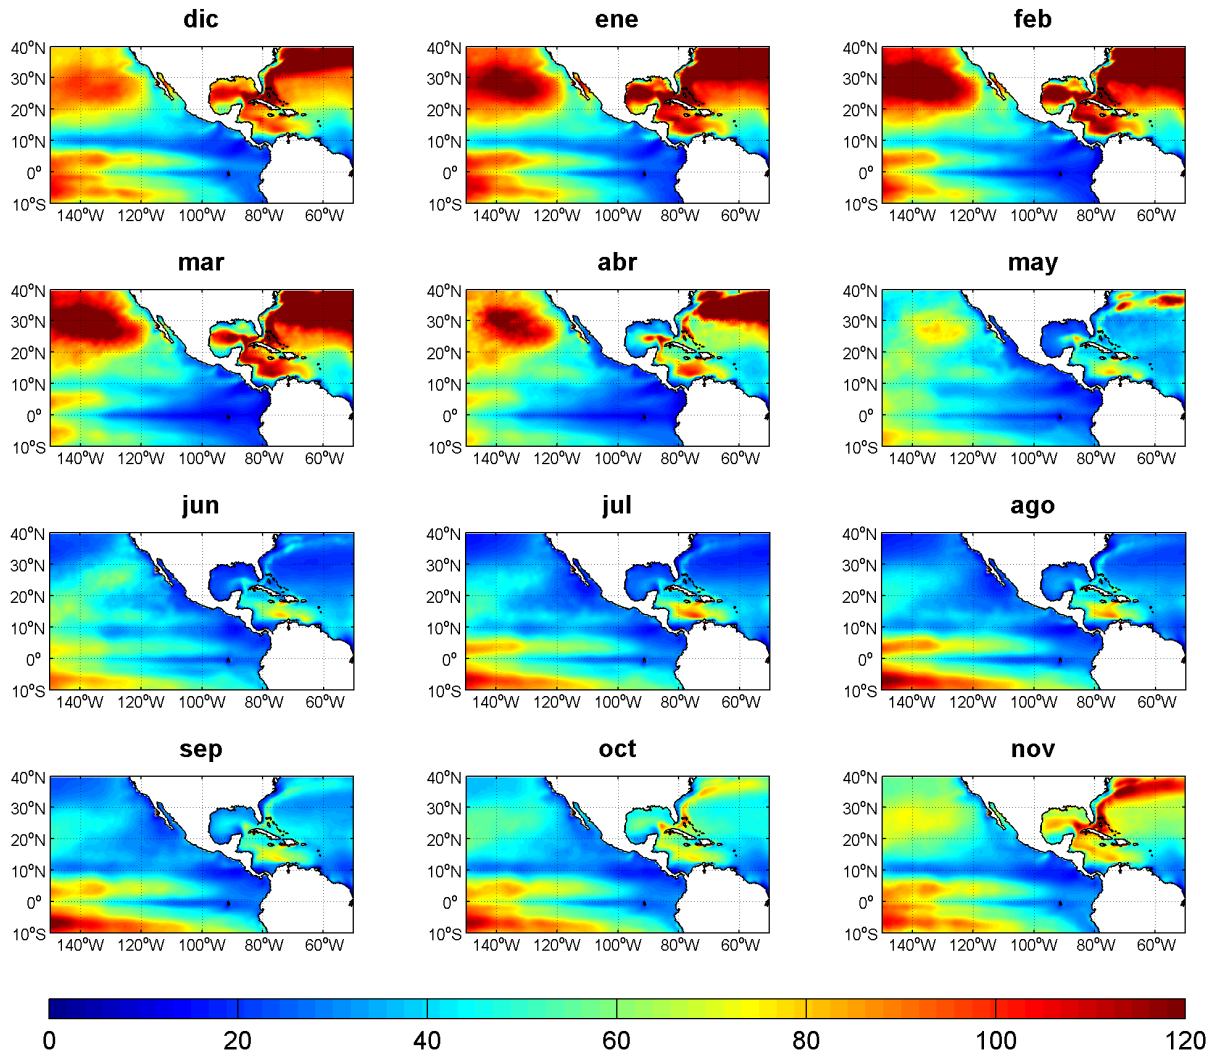 dic ene feb
40°N 40°N 40°N
30°N 30°N 30°N
20°N 20°N 20°N
10°N 10°N 10°N
0° 0° 0°
10°S 10°S 10°S
140°W 120°W 100°W 80°W 60°W 140°W 120°W 100°W 80°W 60°W 140°W 120°W 100°W 80°W 60°W
mar abr may
40°N 40°N 40°N
30°N 30°N 30°N
20°N 20°N 20°N
10°N 10°N 10°N
0° 0° 0°
10°S 10°S 10°S
140°W 120°W 100°W 80°W 60°W 140°W 120°W 100°W 80°W 60°W 140°W 120°W 100°W 80°W 60°W
jun jul ago
40°N 40°N 40°N
30°N 30°N 30°N
20°N 20°N 20°N
10°N 10°N 10°N
0° 0° 0°
10°S 10°S 10°S
140°W 120°W 100°W 80°W 60°W 140°W 120°W 100°W 80°W 60°W 140°W 120°W 100°W 80°W 60°W
sep oct nov
40°N 40°N 40°N
30°N 30°N 30°N
20°N 20°N 20°N
10°N 10°N 10°N
0° 0° 0°
10°S 10°S 10°S
140°W 120°W 100°W 80°W 60°W 140°W 120°W 100°W 80°W 60°W 140°W 120°W 100°W 80°W 60°W
0 20 40 60 80 100 120